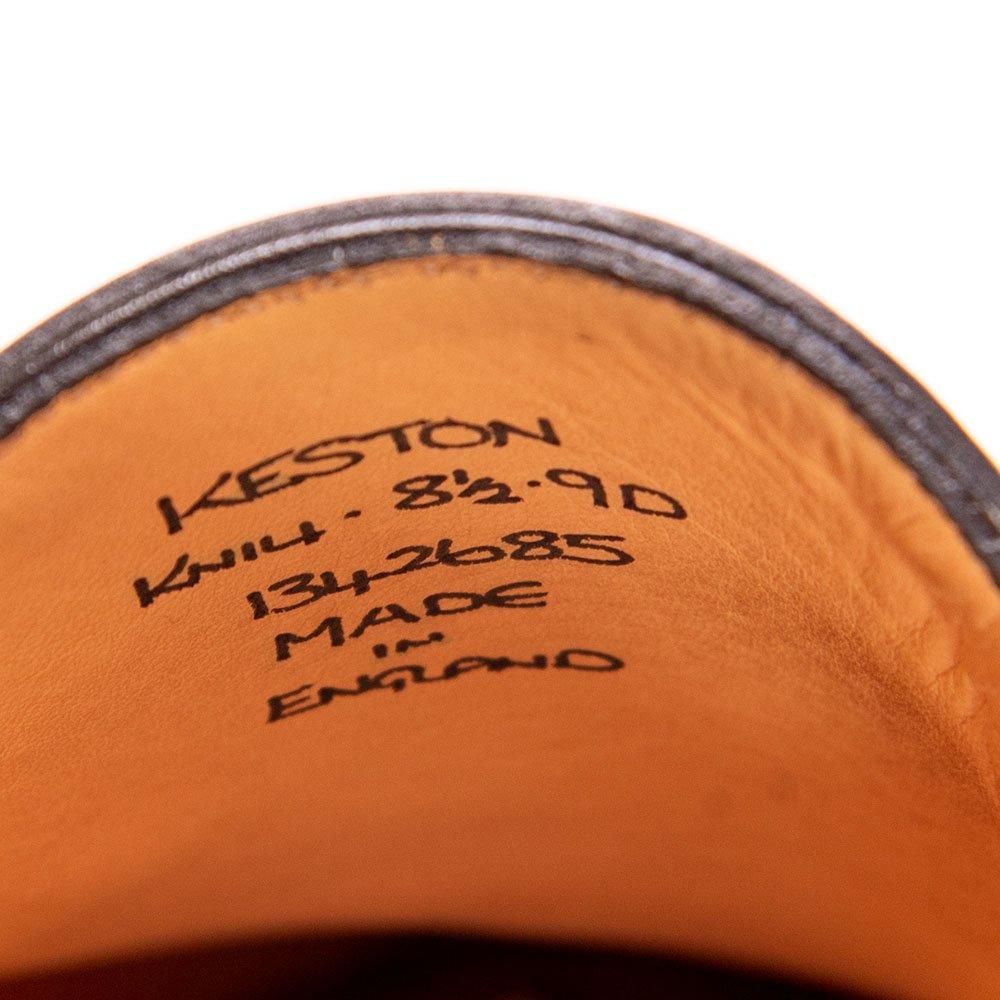 KESTON
KN14 · 8½ · 9D
1342685
MADE
IN
ENGLAND